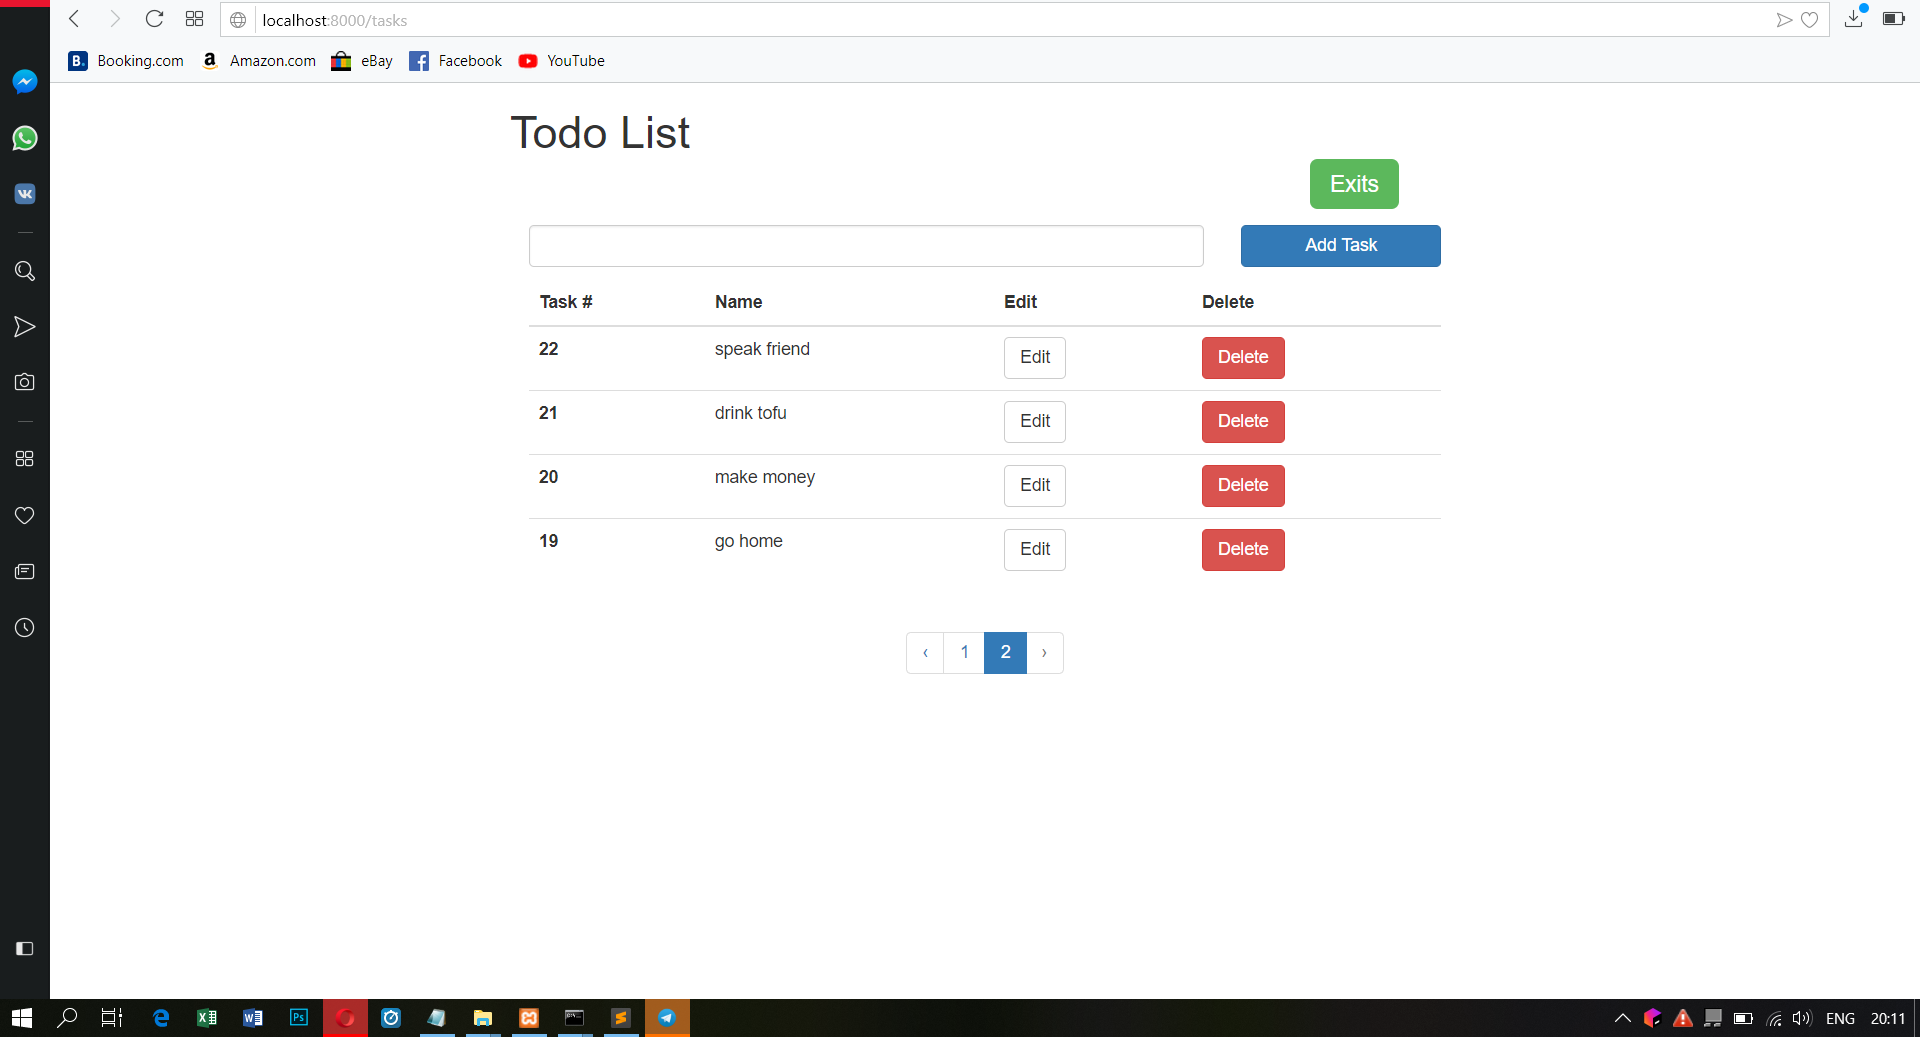 localhost:8000/tasks
Booking.com Amazon.com eBay Facebook YouTube
Todo List
Exits
Add Task
Task # Name Edit Delete
22 speak friend Edit Delete
21 drink tofu Edit Delete
20 make money Edit Delete
19 go home Edit Delete
‹ 1 2 ›
ENG 20:11